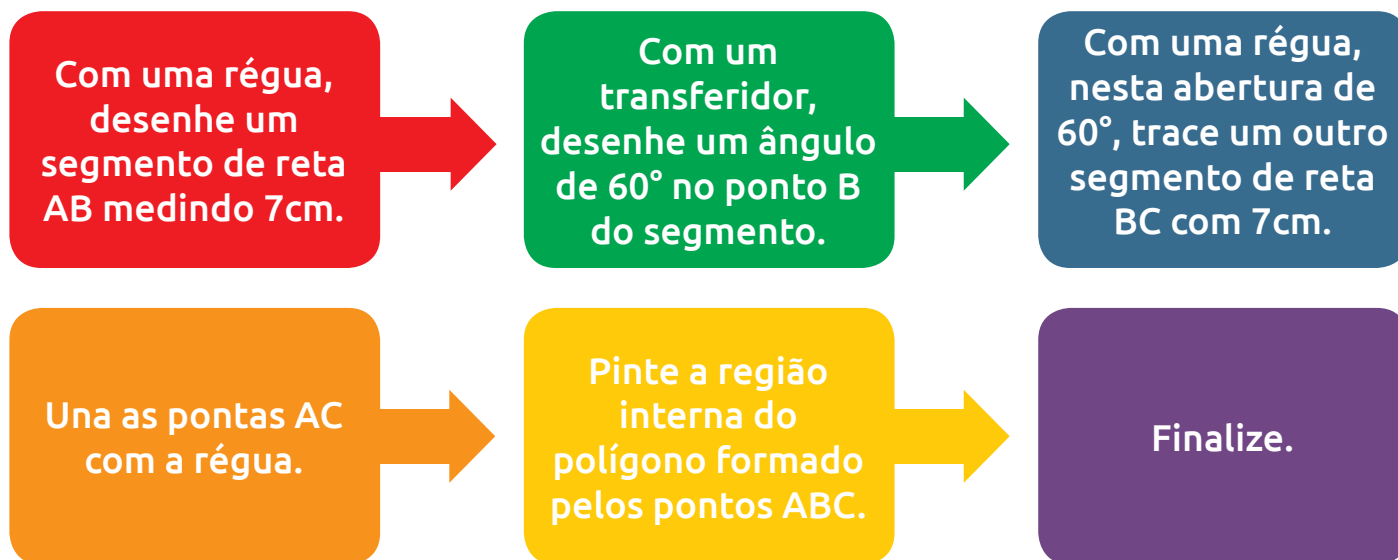 Com uma régua,
desenhe um
segmento de reta
AB medindo 7cm.
Com um
transferidor,
desenhe um ângulo
de 60° no ponto B
do segmento.
Com uma régua,
nesta abertura de
60°, trace um outro
segmento de reta
BC com 7cm.
Una as pontas AC
com a régua.
Pinte a região
interna do
polígono formado
pelos pontos ABC.
Finalize.